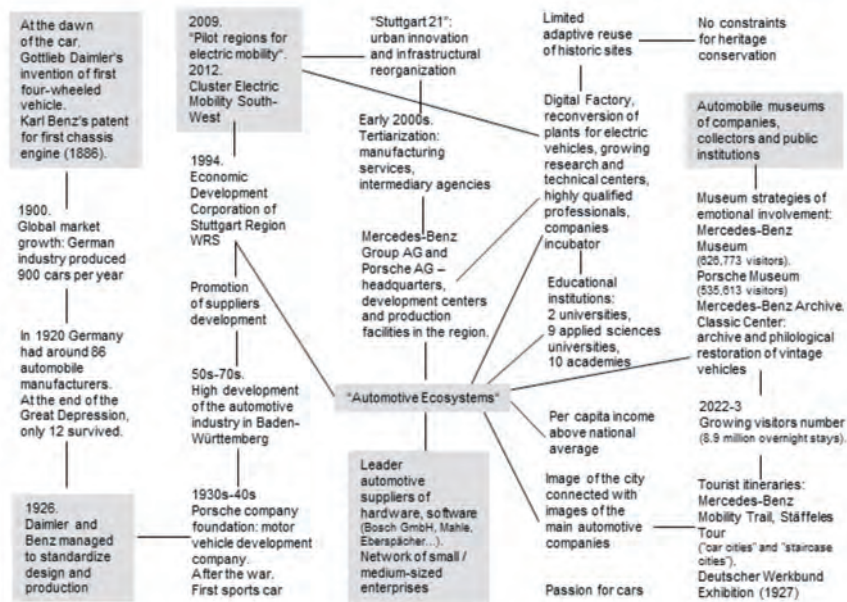 At the dawn
of the car.
Gottlieb Daimler's
invention of first
four-wheeled
vehicle.
Karl Benz's patent
for first chassis
engine (1886).
1900.
Global market
growth: German
industry produced
900 cars per year
In 1920 Germany
had around 86
automobile
manufacturers.
At the end of the
Great Depression,
only 12 survived.
1926.
Daimler and
Benz managed
to standardize
design and
production
2009.
"Pilot regions for
electric mobility".
2012.
Cluster Electric
Mobility South-
West
1994.
Economic
Development
Corporation of
Stuttgart Region
WRS
Promotion
of suppliers
development
50s-70s.
High development
of the automotive
industry in Baden-
Württemberg
1930s-40s
Porsche company
foundation: motor
vehicle development
company.
After the war.
First sports car
"Stuttgart 21":
urban innovation
and infrastructural
reorganization
Early 2000s.
Tertiarization:
manufacturing
services,
intermediary agencies
Mercedes-Benz
Group AG and
Porsche AG –
headquarters,
development centers
and production
facilities in the region.
"Automotive Ecosystems"
Leader
automotive
suppliers of
hardware, software
(Bosch GmbH, Mahle,
Eberspächer...).
Network of small /
medium-sized
enterprises
Limited
adaptive reuse
of historic sites
Digital Factory,
reconversion of
plants for electric
vehicles, growing
research and
technical centers,
highly qualified
professionals,
companies
incubator
Educational
institutions:
2 universities,
9 applied sciences
universities,
10 academies
Per capita income
above national
average
Image of the city
connected with
images of the
main automotive
companies
Passion for cars
No constraints
for heritage
conservation
Automobile museums
of companies,
collectors and public
institutions
Museum strategies of
emotional involvement:
Mercedes-Benz
Museum
(626,773 visitors).
Porsche Museum
(535,613 visitors)
Mercedes-Benz Archive.
Classic Center:
archive and philological
restoration of vintage
vehicles
2022-3
Growing visitors number
(8.9 million overnight stays).
Tourist itineraries:
Mercedes-Benz
Mobility Trail, Stäffeles
Tour
("car cities" and "staircase
cities").
Deutscher Werkbund
Exhibition (1927)